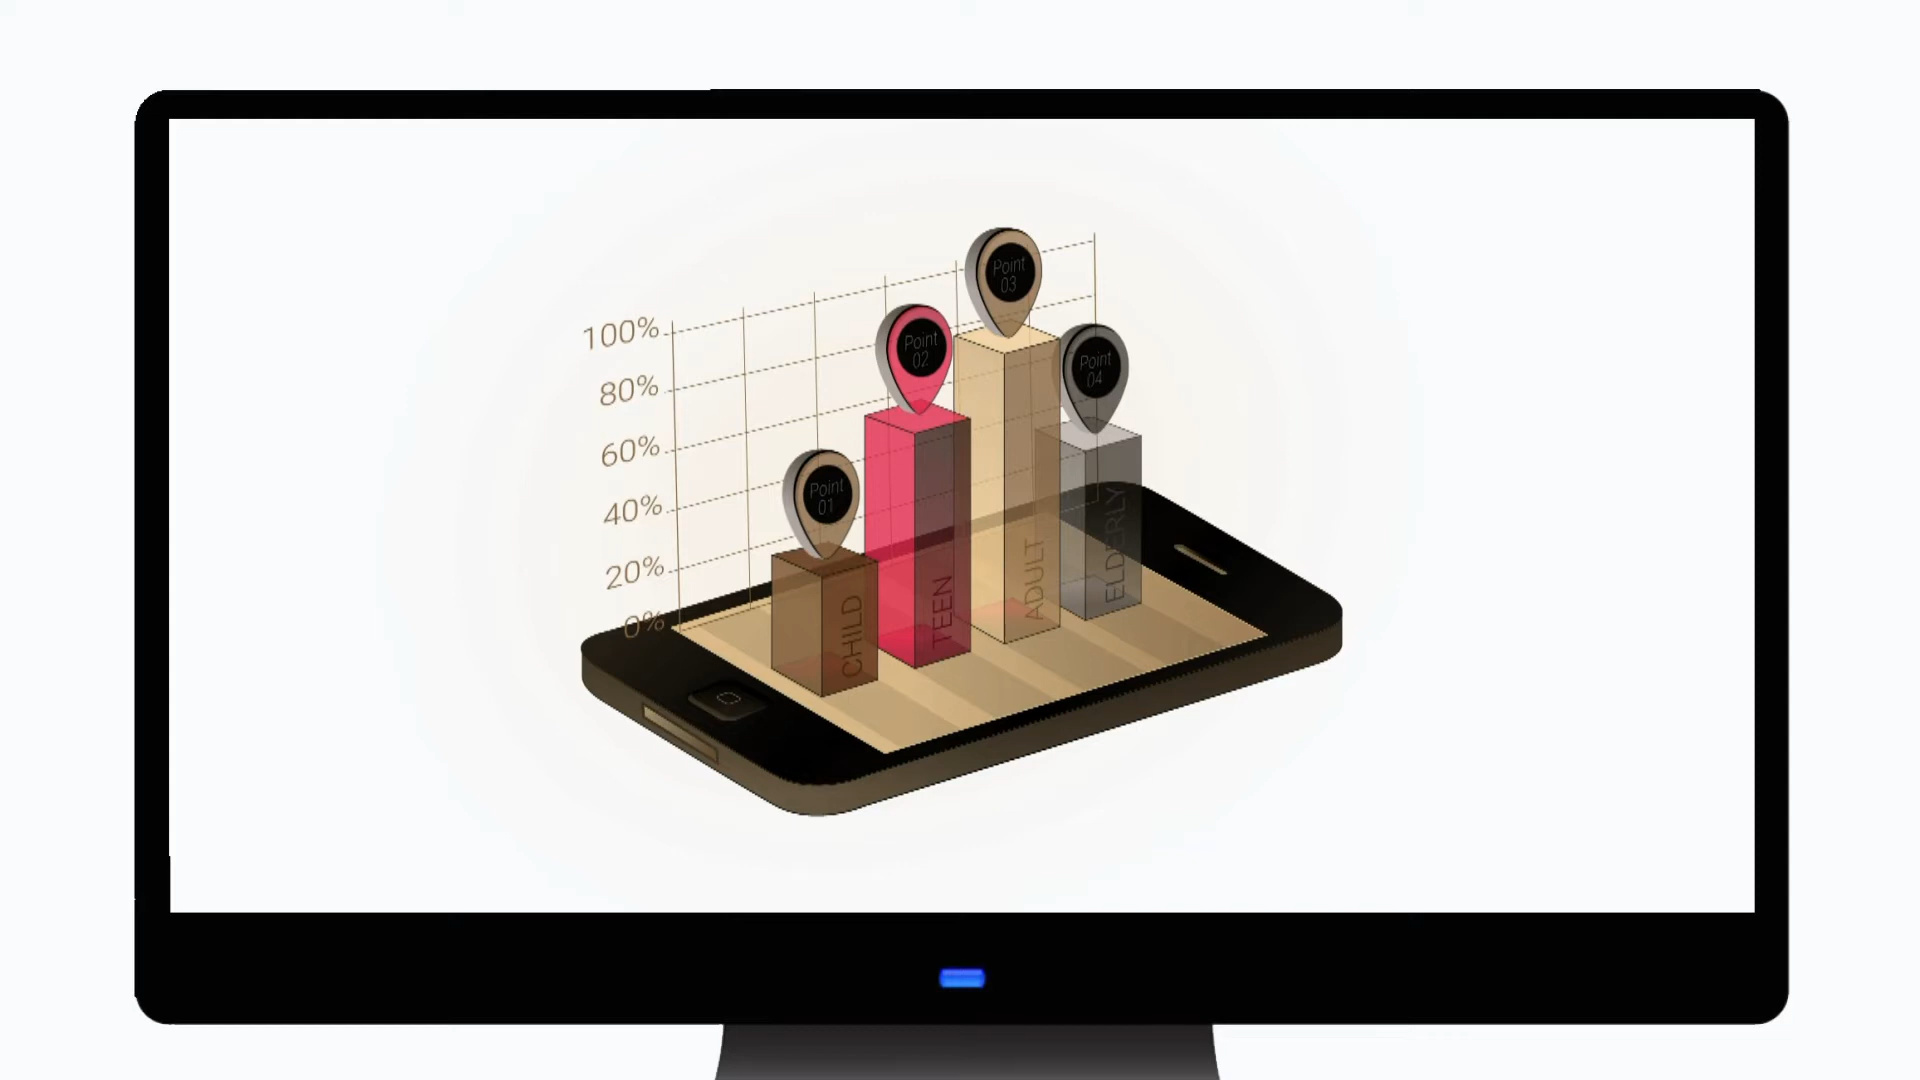 100%
80%
60%
40%
20%
0%
Point
01
Point
02
Point
03
Point
04
CHILD
TEEN
ADULT
ELDERLY